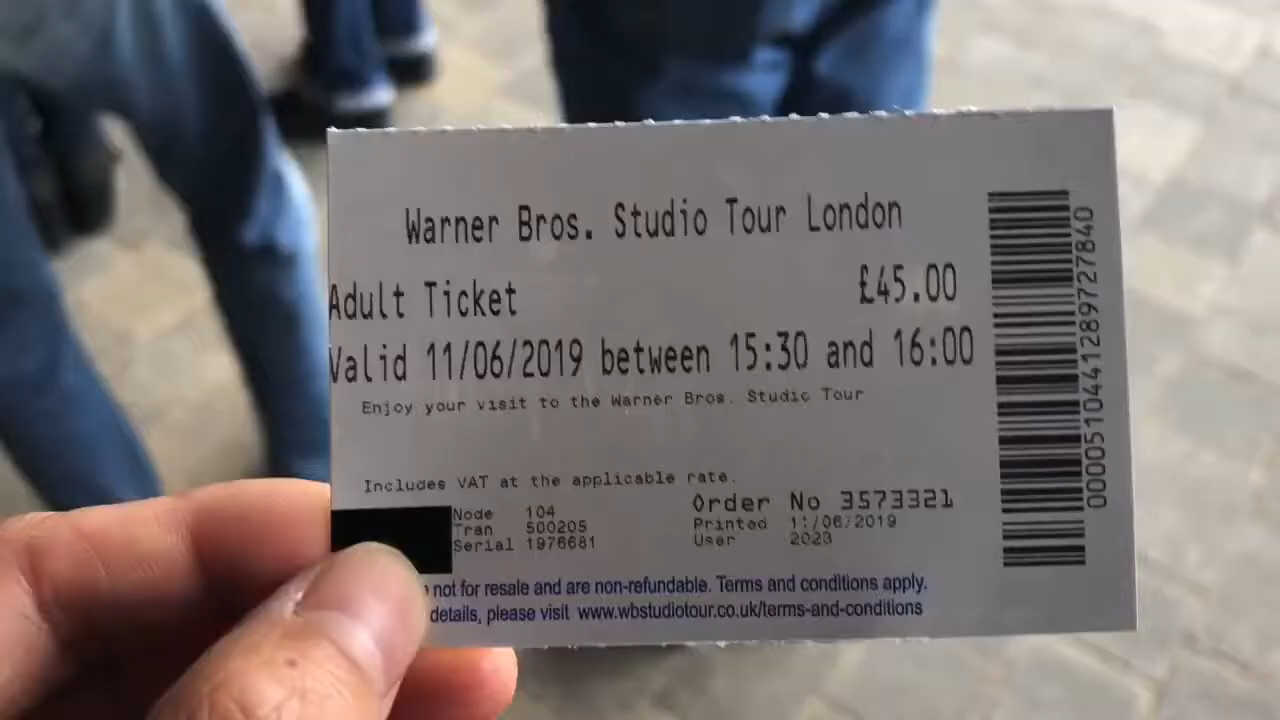 Warner Bros. Studio Tour London
Adult Ticket £45.00
Valid 11/06/2019 between 15:30 and 16:00
Enjoy your visit to the Warner Bros. Studio Tour
Includes VAT at the applicable rate.
Node 104
Tran 500205
Serial 1976681
Order No 3573321
Printed 11/06/2019
User 2023
not for resale and are non-refundable. Terms and conditions apply.
details, please visit www.wbstudiotour.co.uk/terms-and-conditions
0000510441289727840